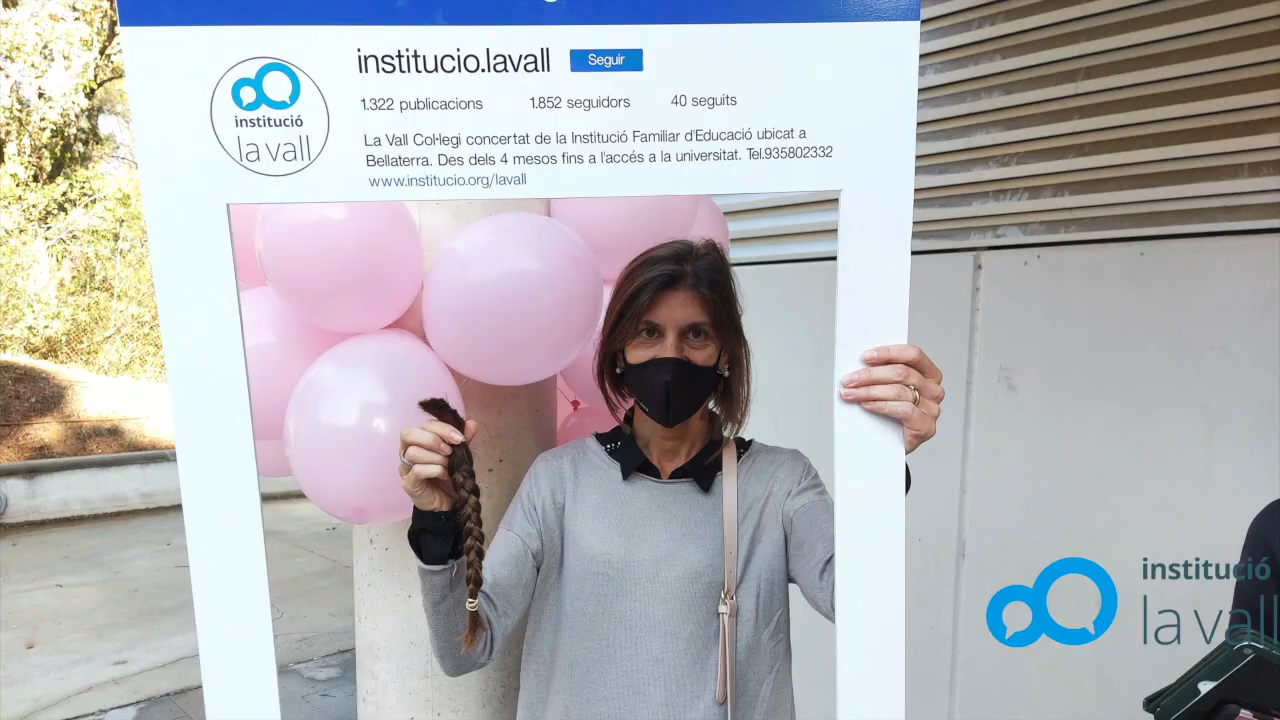 institucio.lavall Seguir
1.322 publicacions 1.852 seguidors 40 seguits
institució
la vall
La Vall Col·legi concertat de la Institució Familiar d'Educació ubicat a
Bellaterra. Des dels 4 mesos fins a l'accés a la universitat. Tel.935802332
www.institucio.org/lavall
institució
la vall